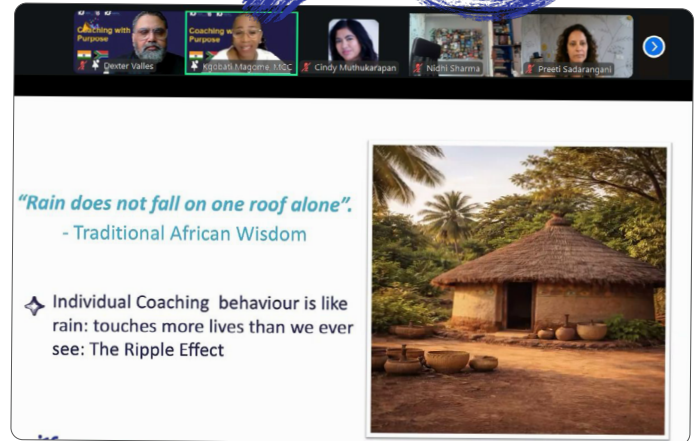 Coaching with
Purpose
Dexter Valles
Coaching with
Purpose
Kgobati Magome, MCC
Cindy Muthukarapan
Nidhi Sharma
Preeti Sadarangani
“Rain does not fall on one roof alone”.
- Traditional African Wisdom
Individual Coaching behaviour is like
rain: touches more lives than we ever
see: The Ripple Effect